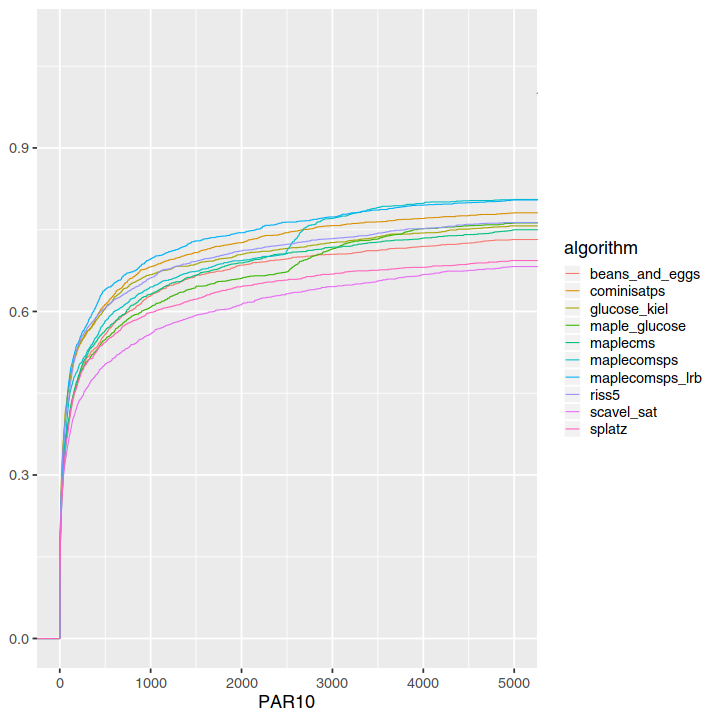 0.9
0.6
0.3
0.0
0 1000 2000 3000 4000 5000
PAR10
algorithm
beans_and_eggs
cominisatps
glucose_kiel
maple_glucose
maplecms
maplecomsps
maplecomsps_lrb
riss5
scavel_sat
splatz